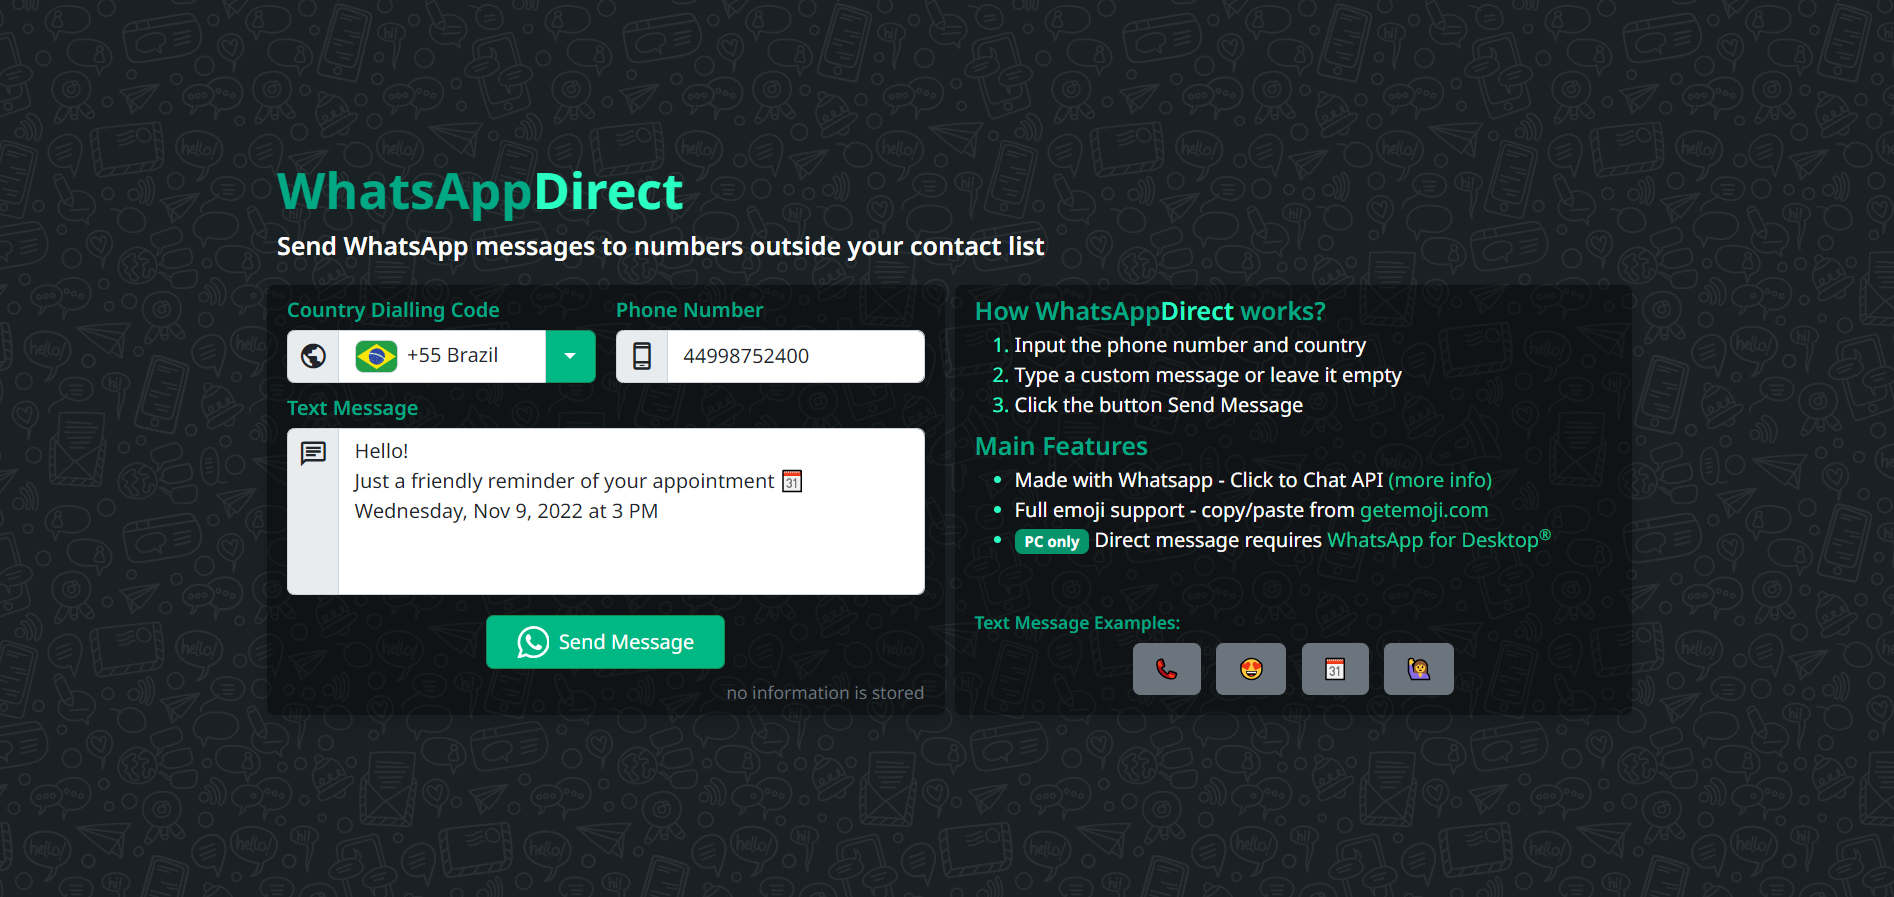 WhatsAppDirect
Send WhatsApp messages to numbers outside your contact list
Country Dialling Code
+55 Brazil
Phone Number
44998752400
Text Message
Hello!
Just a friendly reminder of your appointment 📅
Wednesday, Nov 9, 2022 at 3 PM
Send Message
no information is stored
How WhatsAppDirect works?
1. Input the phone number and country
2. Type a custom message or leave it empty
3. Click the button Send Message
Main Features
• Made with Whatsapp - Click to Chat API (more info)
• Full emoji support - copy/paste from getemoji.com
• PC only Direct message requires WhatsApp for Desktop®
Text Message Examples: